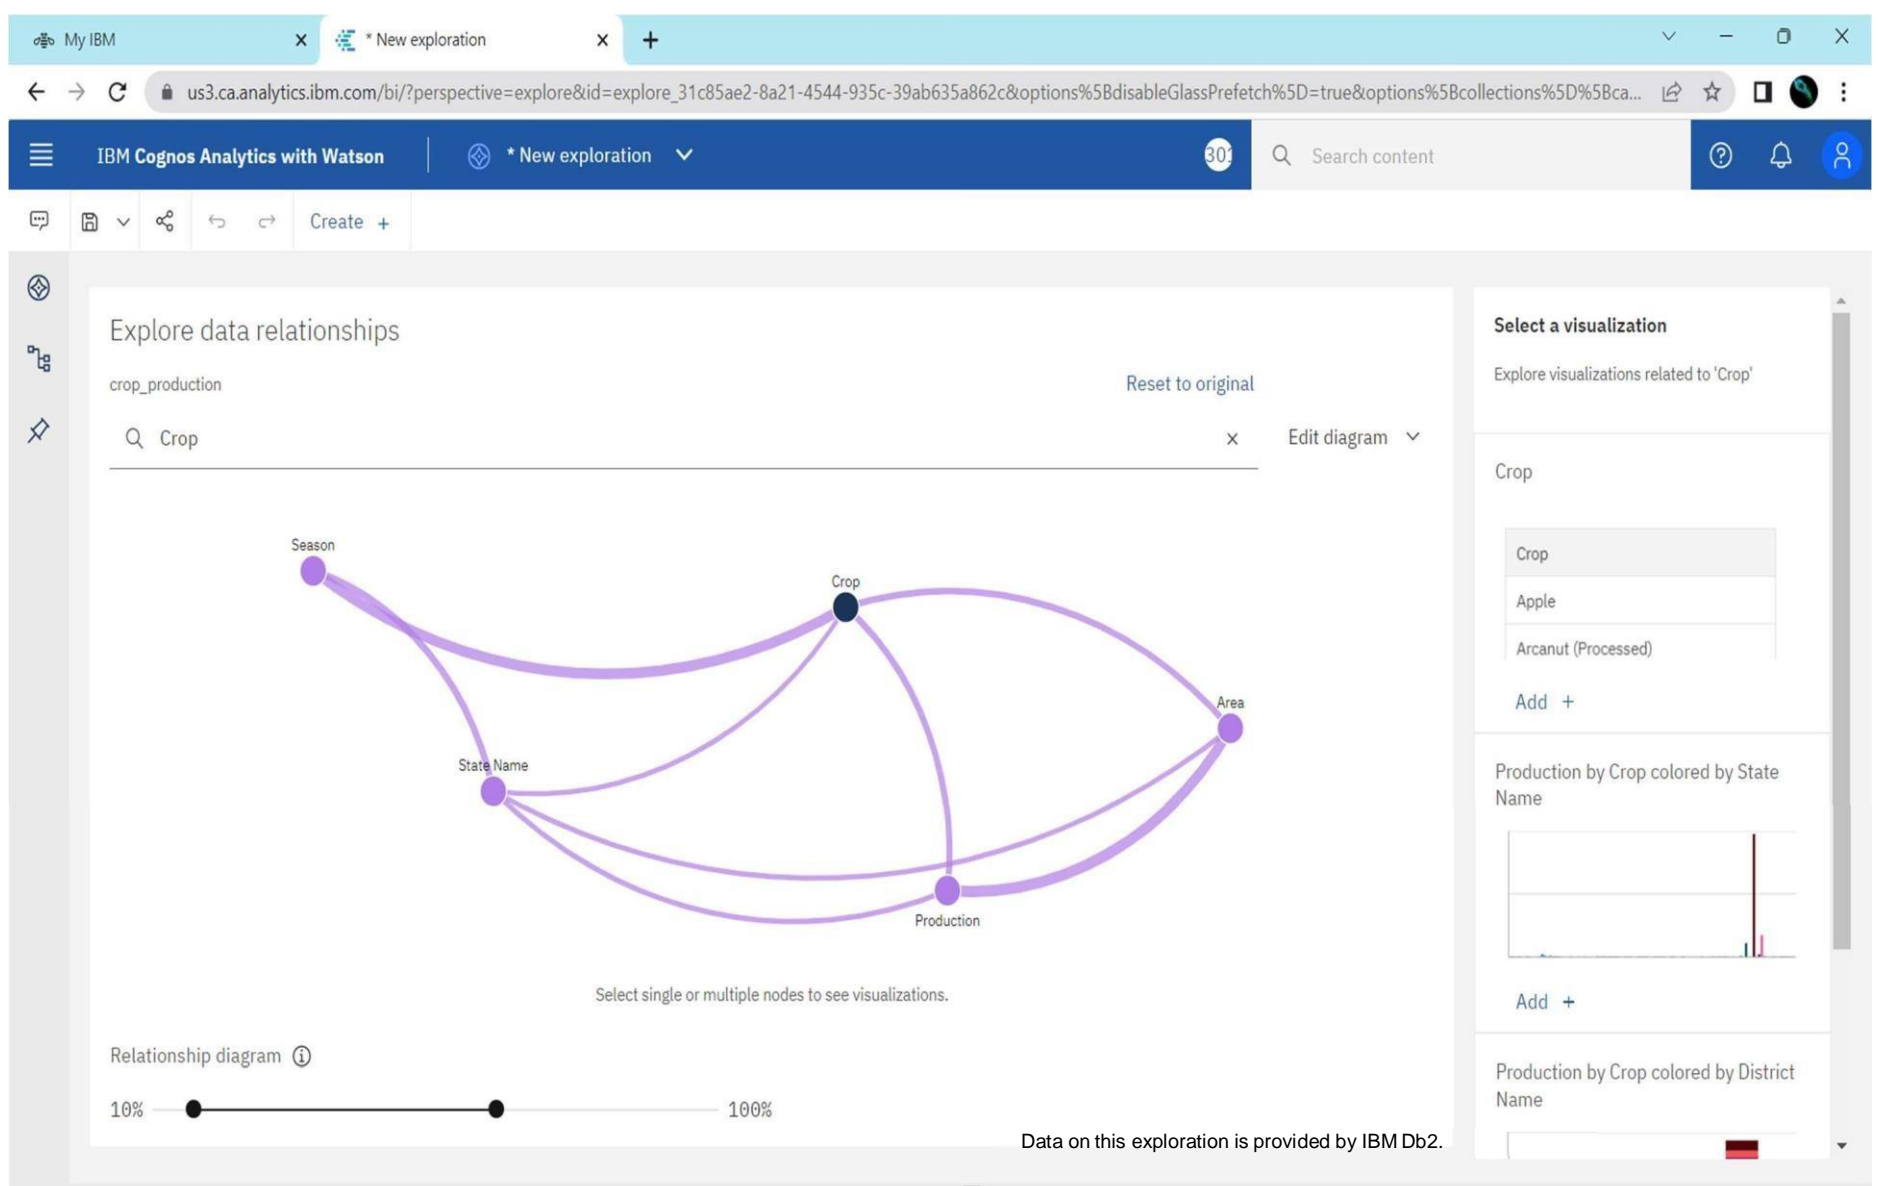 My IBM
* New exploration
us3.ca.analytics.ibm.com/bi/?perspective=explore&id=explore_31c85ae2-8a21-4544-935c-39ab635a862c&options%5BdisableGlassPrefetch%5D=true&options%5Bcollections%5D%5Bca...
IBM Cognos Analytics with Watson
* New exploration
301
Search content
Create +
Explore data relationships
crop_production
Reset to original
Crop
Edit diagram
Season
Crop
Area
State Name
Production
Select single or multiple nodes to see visualizations.
Relationship diagram
10%
100%
Data on this exploration is provided by IBM Db2.
Select a visualization
Explore visualizations related to 'Crop'
Crop
Crop
Apple
Arcanut (Processed)
Add +
Production by Crop colored by State
Name
Add +
Production by Crop colored by District
Name